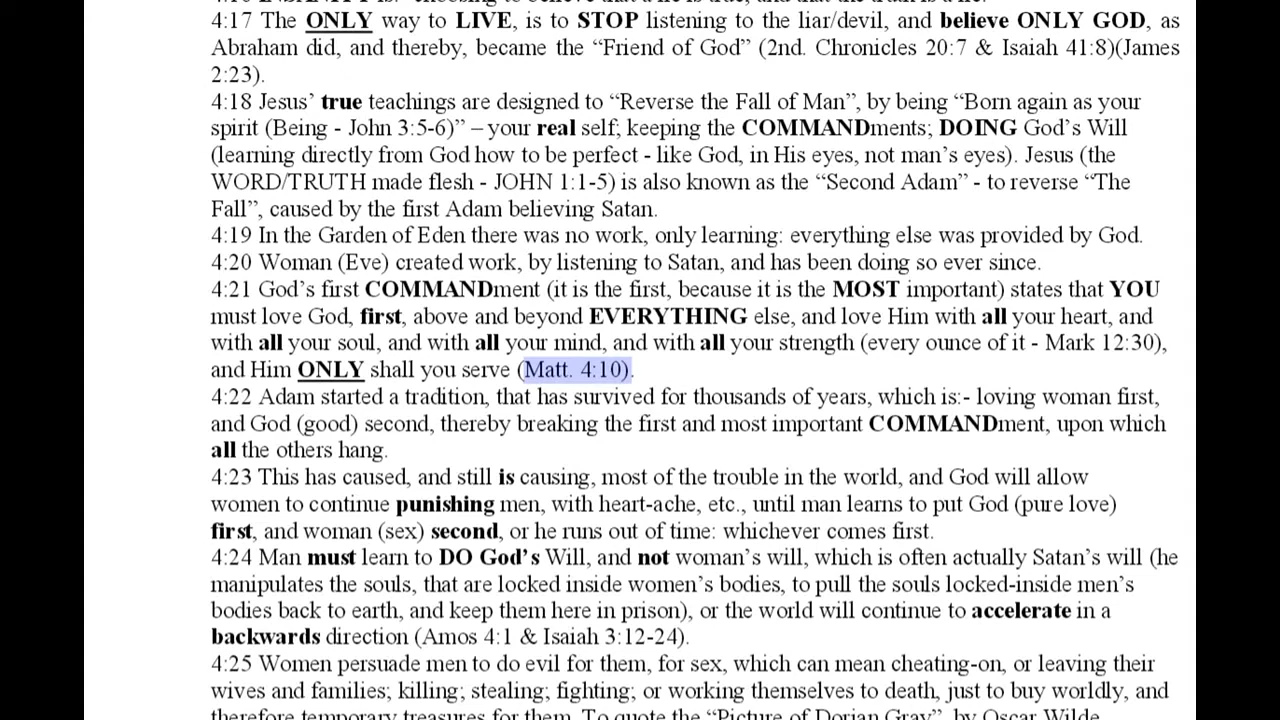 4:17 The ONLY way to LIVE, is to STOP listening to the liar/devil, and believe ONLY GOD, as
Abraham did, and thereby, became the “Friend of God” (2nd. Chronicles 20:7 & Isaiah 41:8)(James
2:23).
4:18 Jesus’ true teachings are designed to “Reverse the Fall of Man”, by being “Born again as your
spirit (Being - John 3:5-6)” – your real self; keeping the COMMANDments; DOING God’s Will
(learning directly from God how to be perfect - like God, in His eyes, not man’s eyes). Jesus (the
WORD/TRUTH made flesh - JOHN 1:1-5) is also known as the “Second Adam” - to reverse “The
Fall”, caused by the first Adam believing Satan.
4:19 In the Garden of Eden there was no work, only learning: everything else was provided by God.
4:20 Woman (Eve) created work, by listening to Satan, and has been doing so ever since.
4:21 God’s first COMMANDment (it is the first, because it is the MOST important) states that YOU
must love God, first, above and beyond EVERYTHING else, and love Him with all your heart, and
with all your soul, and with all your mind, and with all your strength (every ounce of it - Mark 12:30),
and Him ONLY shall you serve (Matt. 4:10).
4:22 Adam started a tradition, that has survived for thousands of years, which is:- loving woman first,
and God (good) second, thereby breaking the first and most important COMMANDment, upon which
all the others hang.
4:23 This has caused, and still is causing, most of the trouble in the world, and God will allow
women to continue punishing men, with heart-ache, etc., until man learns to put God (pure love)
first, and woman (sex) second, or he runs out of time: whichever comes first.
4:24 Man must learn to DO God’s Will, and not woman’s will, which is often actually Satan’s will (he
manipulates the souls, that are locked inside women’s bodies, to pull the souls locked-inside men’s
bodies back to earth, and keep them here in prison), or the world will continue to accelerate in a
backwards direction (Amos 4:1 & Isaiah 3:12-24).
4:25 Women persuade men to do evil for them, for sex, which can mean cheating-on, or leaving their
wives and families; killing; stealing; fighting; or working themselves to death, just to buy worldly, and
therefore temporary treasures for them. To quote the “Picture of Dorian Gray”, by Oscar Wilde